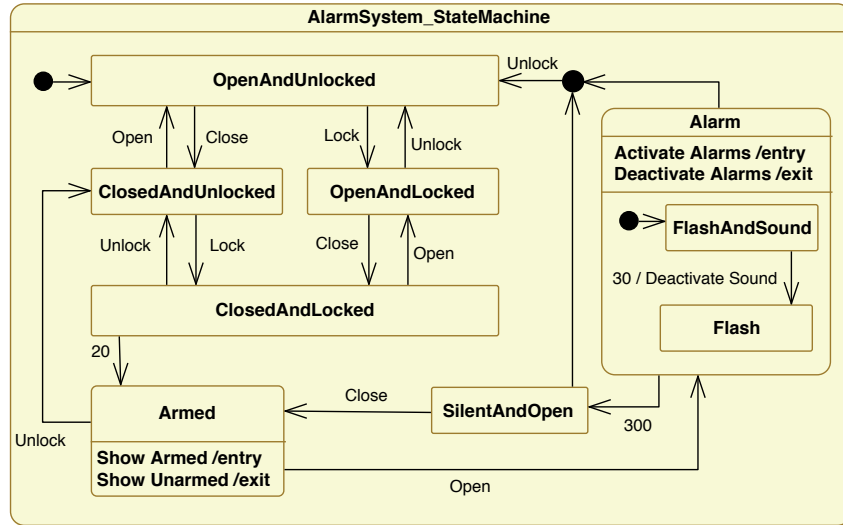 AlarmSystem_StateMachine
OpenAndUnlocked
Unlock
Alarm
Activate Alarms /entry
Deactivate Alarms /exit
Open
Close
Lock
Unlock
ClosedAndUnlocked
OpenAndLocked
FlashAndSound
Unlock
Lock
Close
Open
30 / Deactivate Sound
ClosedAndLocked
Flash
20
Armed
Close
SilentAndOpen
300
Unlock
Show Armed /entry
Show Unarmed /exit
Open